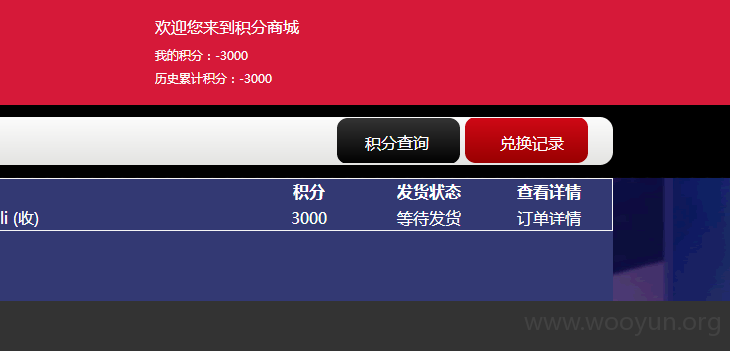 欢迎您来到积分商城
我的积分：-3000
历史累计积分：-3000
积分查询 兑换记录
积分 发货状态 查看详情
li (收) 3000 等待发货 订单详情
www.wooyun.org